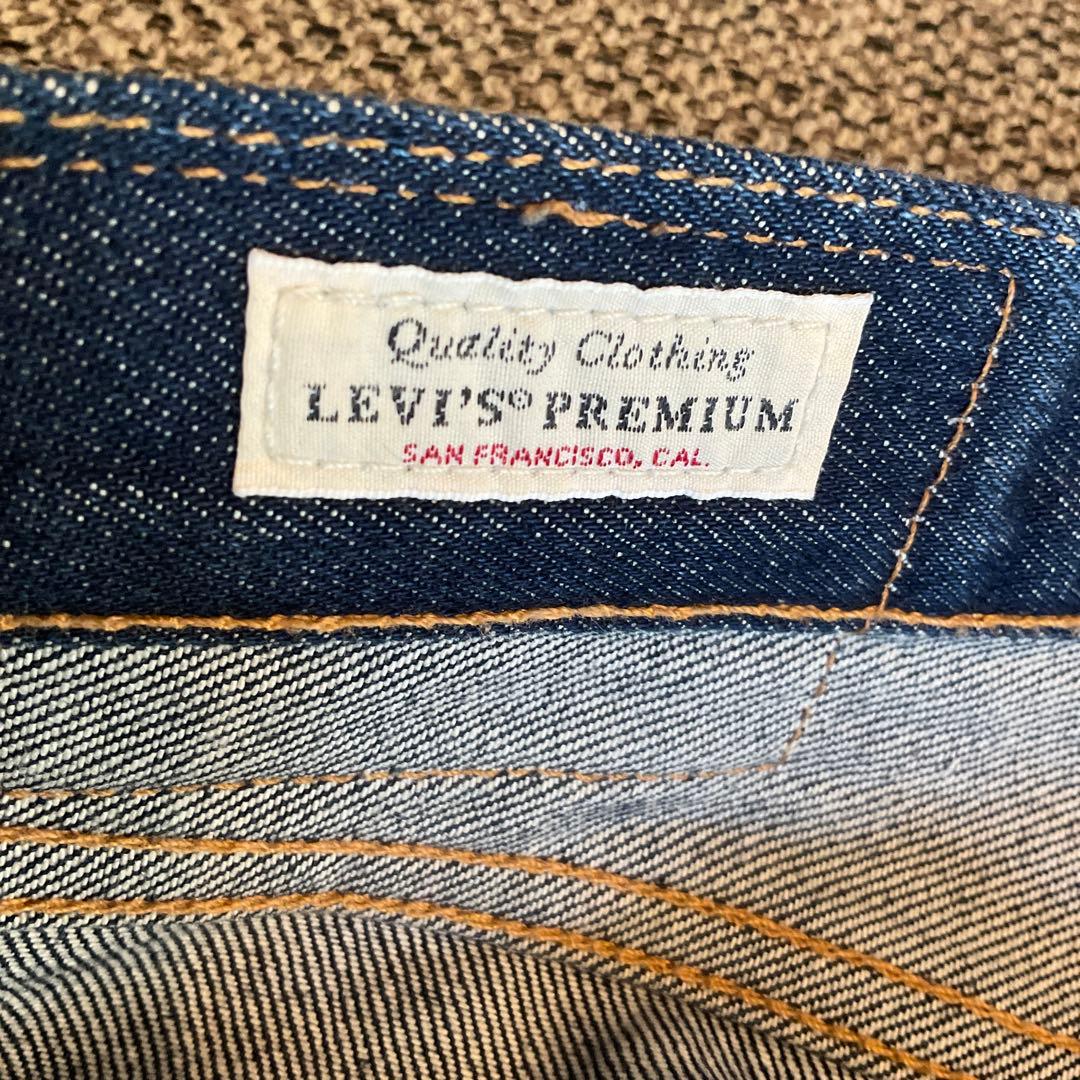 Quality Clothing
LEVI'S® PREMIUM
SAN FRANCISCO, CAL.